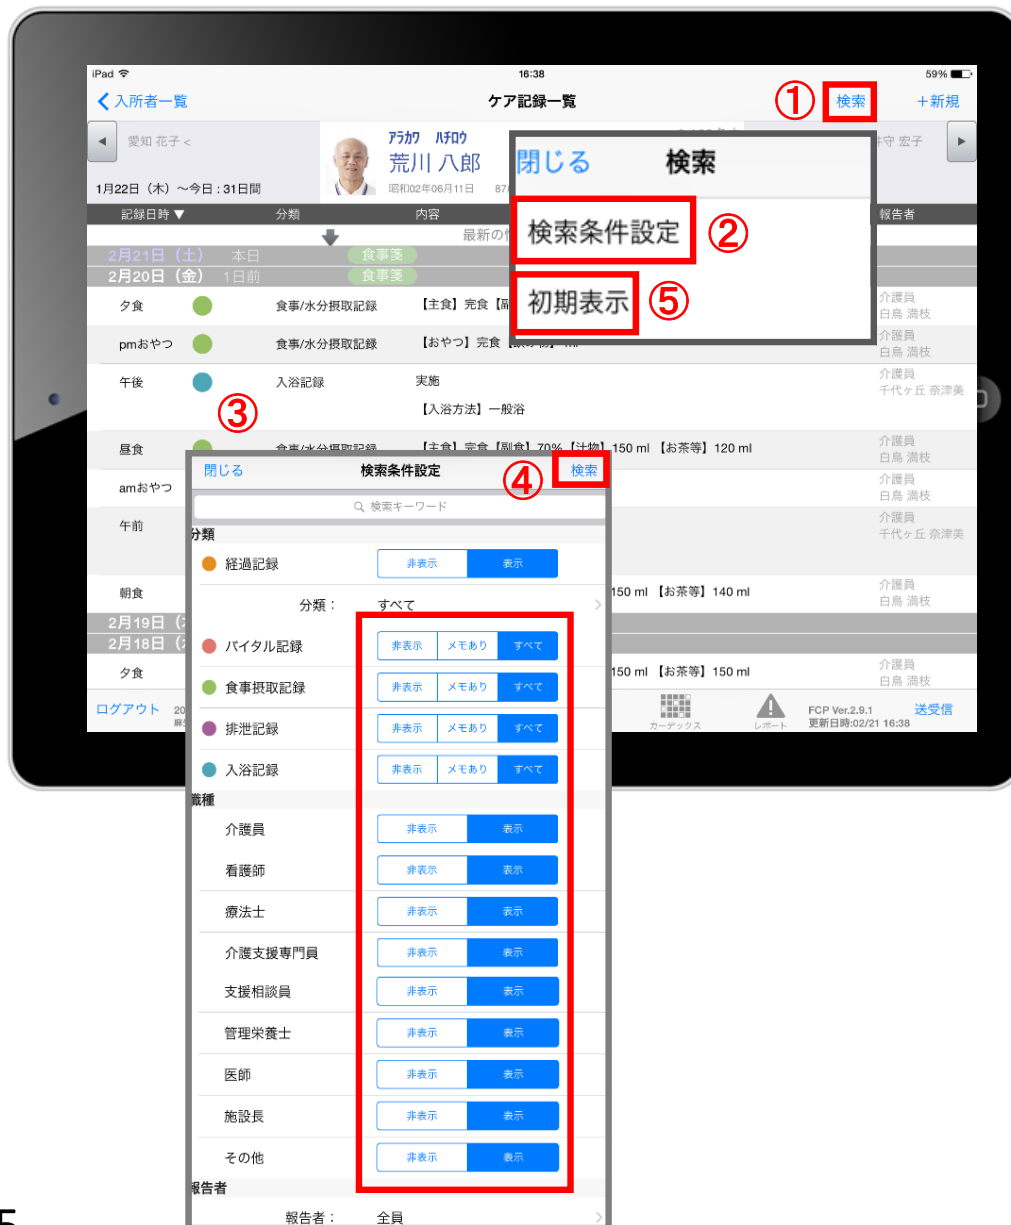 iPad 16:38 59%
入所者一覧 ケア記録一覧 ① 検索 ＋新規
愛知 花子 < アラカワ ハチロウ 守 宏子
荒川 八郎
1月22日（木）～今日：31日間 昭和02年06月11日 87
閉じる 検索
検索条件設定 ②
初期表示 ⑤
記録日時▼ 分類 内容 報告者
最新の
2月21日（土） 本日 食事箋
2月20日（金） 1日前 食事箋
夕食 食事/水分摂取記録 【主食】完食【 介護員
白鳥 満枝
pmおやつ 食事/水分摂取記録 【おやつ】完食 介護員
白鳥 満枝
午後 入浴記録 実施 介護員
千代ヶ丘 奈津美
【入浴方法】一般浴
③
昼食 食事/水分摂取記録 【主食】完食【副食】70%【汁物】150 ml 【お茶等】120 ml 介護員
白鳥 満枝
amおやつ 介護員
白鳥 満枝
午前 介護員
千代ヶ丘 奈津美
朝食 150 ml 【お茶等】140 ml 介護員
白鳥 満枝
2月19日（
2月18日（
夕食 150 ml 【お茶等】150 ml 介護員
白鳥 満枝
ログアウト 20 カーデックス レポート FCP Ver.2.9.1 送受信
更新日時:02/21 16:38
閉じる 検索条件設定 ④ 検索
検索キーワード
分類
経過記録 非表示 表示
分類： すべて
バイタル記録 非表示 メモあり すべて
食事摂取記録 非表示 メモあり すべて
排泄記録 非表示 メモあり すべて
入浴記録 非表示 メモあり すべて
職種
介護員 非表示 表示
看護師 非表示 表示
療法士 非表示 表示
介護支援専門員 非表示 表示
支援相談員 非表示 表示
管理栄養士 非表示 表示
医師 非表示 表示
施設長 非表示 表示
その他 非表示 表示
報告者
報告者： 全員